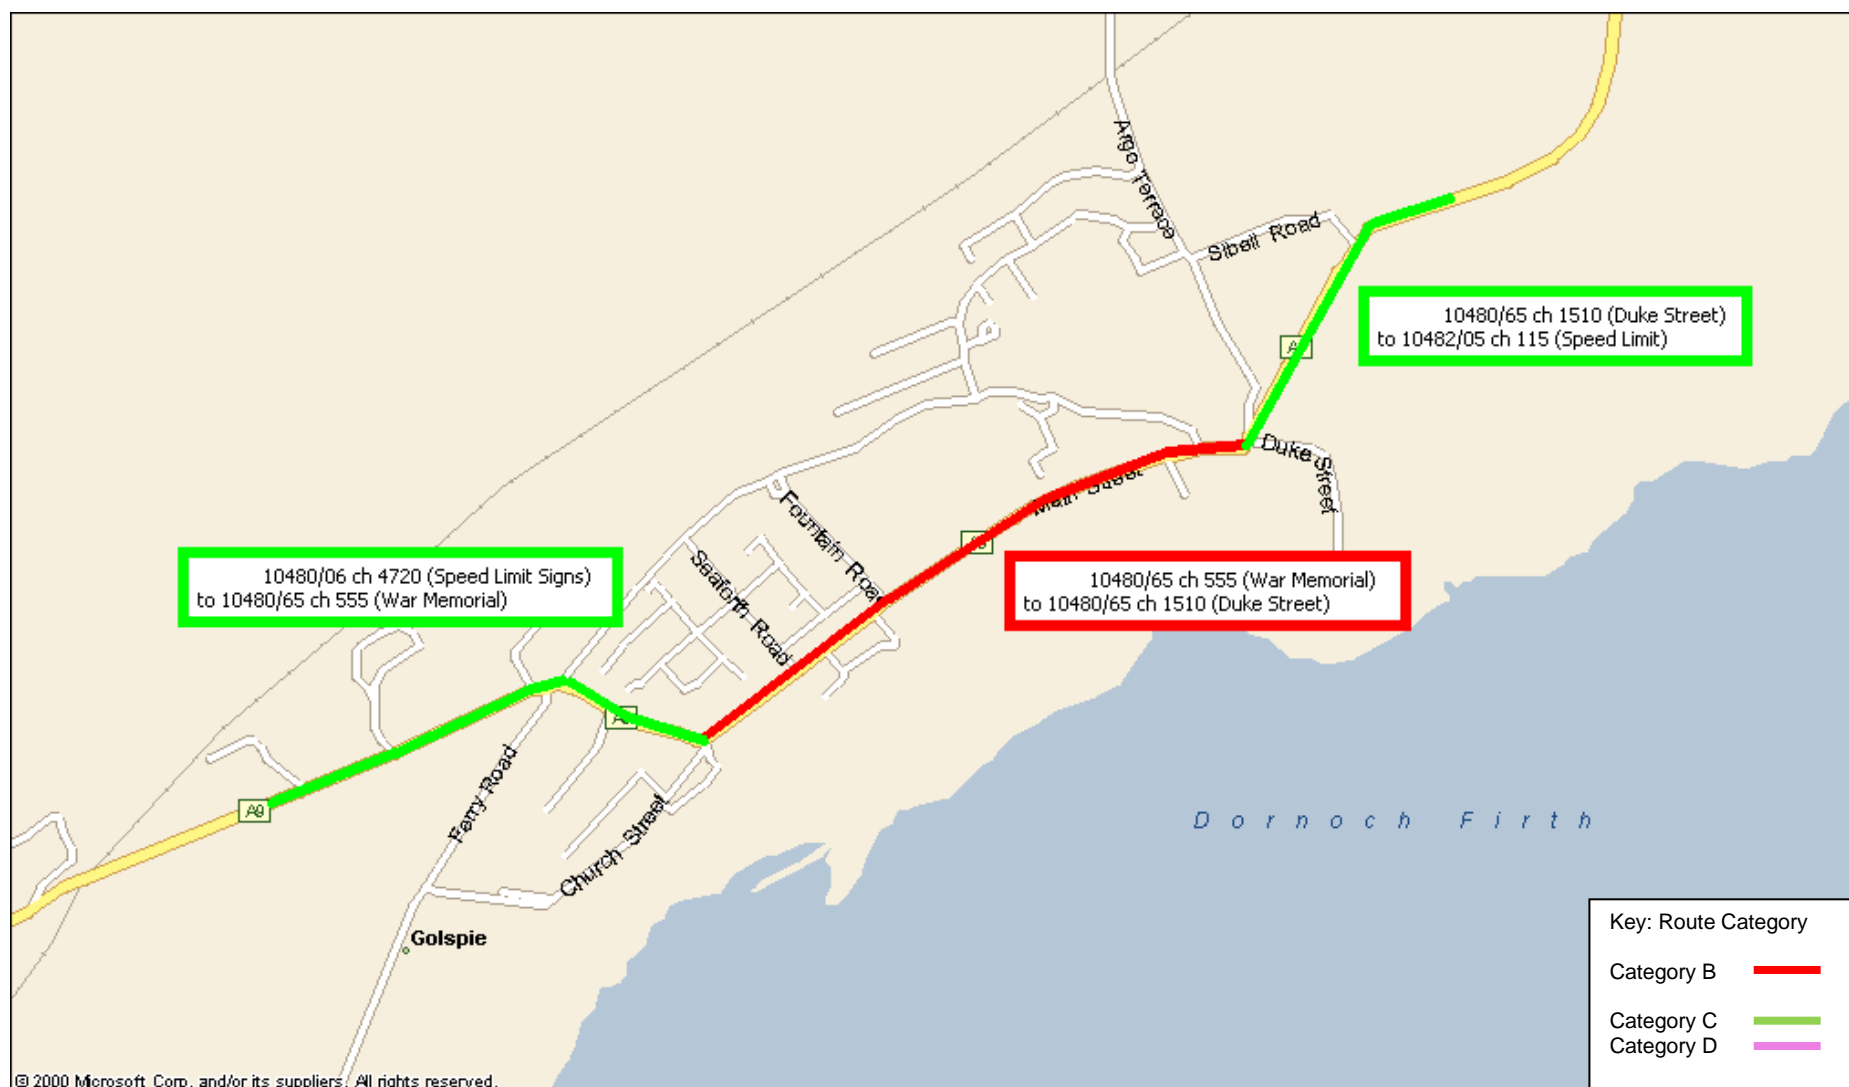 Argo Terrace
Sibell Road
10480/65 ch 1510 (Duke Street)
to 10482/05 ch 115 (Speed Limit)
Duke Street
Main Street
Fountain Road
Seaforth Road
10480/06 ch 4720 (Speed Limit Signs)
to 10480/65 ch 555 (War Memorial)
10480/65 ch 555 (War Memorial)
to 10480/65 ch 1510 (Duke Street)
A9
Ferry Road
Church Street
Dornoch Firth
Golspie
Key: Route Category
Category B
Category C
Category D
© 2000 Microsoft Corp. and/or its suppliers. All rights reserved.